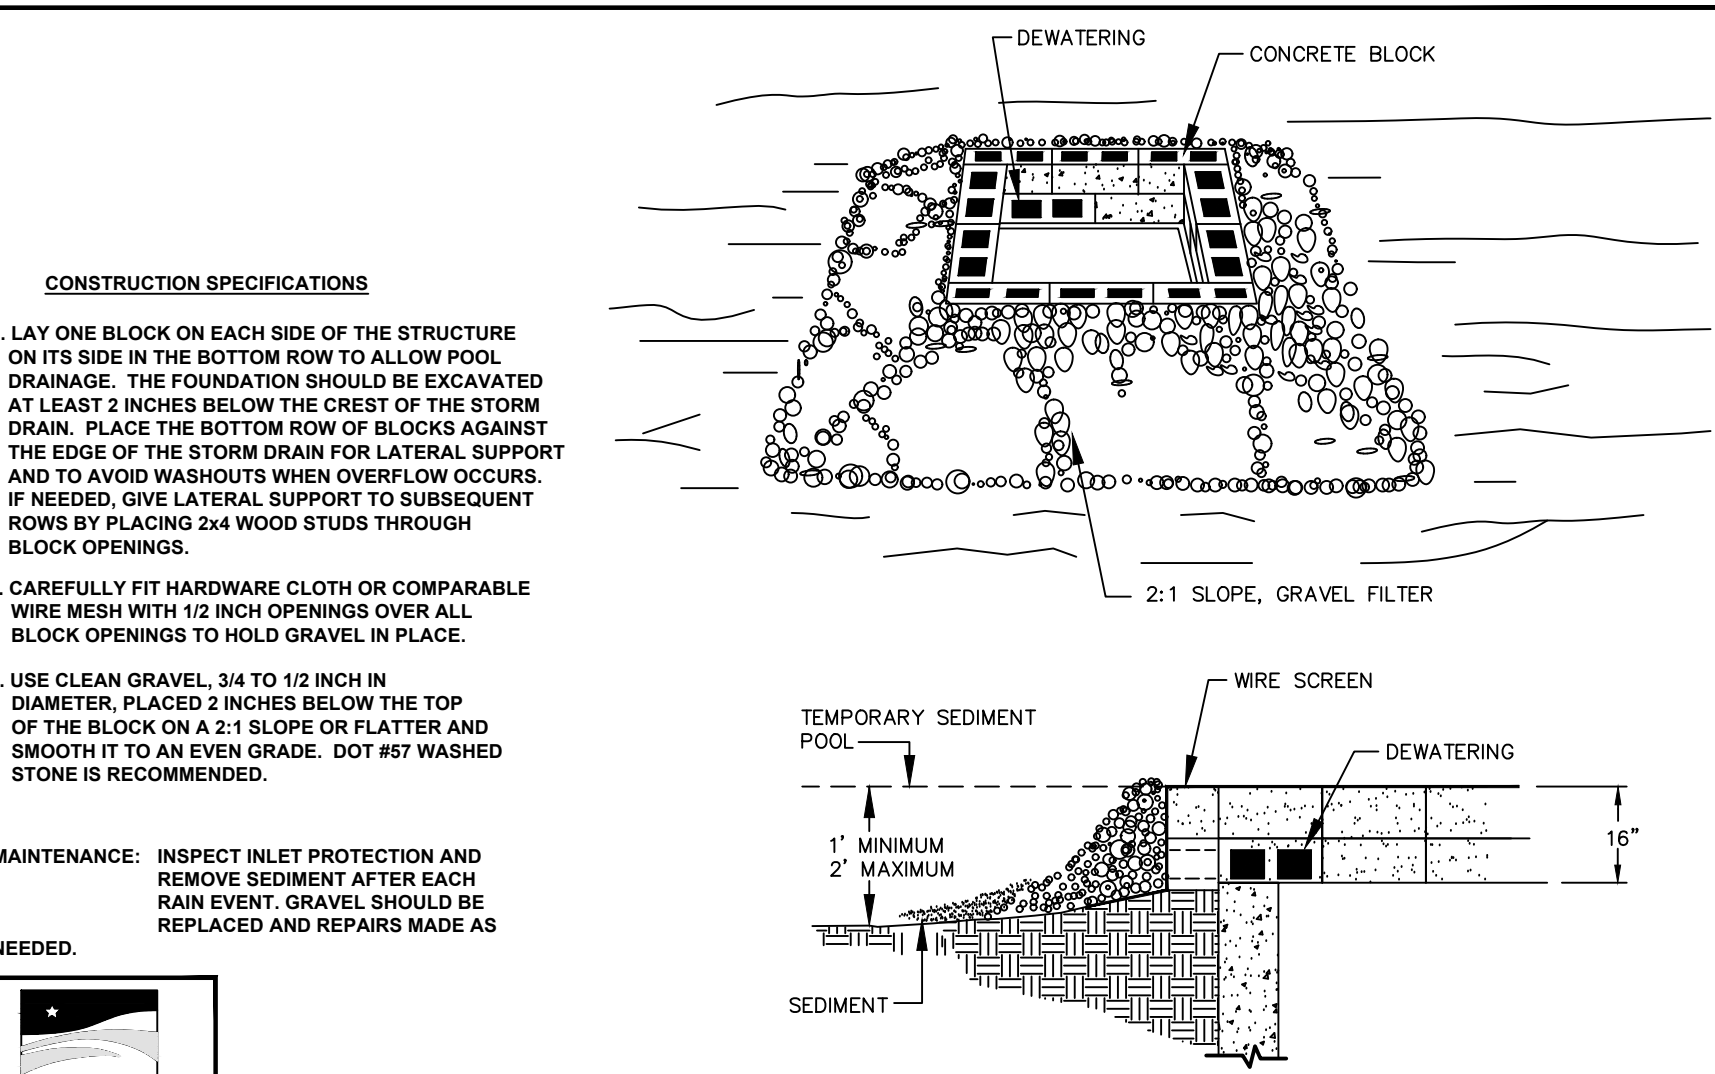 CONSTRUCTION SPECIFICATIONS
. LAY ONE BLOCK ON EACH SIDE OF THE STRUCTURE
ON ITS SIDE IN THE BOTTOM ROW TO ALLOW POOL
DRAINAGE. THE FOUNDATION SHOULD BE EXCAVATED
AT LEAST 2 INCHES BELOW THE CREST OF THE STORM
DRAIN. PLACE THE BOTTOM ROW OF BLOCKS AGAINST
THE EDGE OF THE STORM DRAIN FOR LATERAL SUPPORT
AND TO AVOID WASHOUTS WHEN OVERFLOW OCCURS.
IF NEEDED, GIVE LATERAL SUPPORT TO SUBSEQUENT
ROWS BY PLACING 2x4 WOOD STUDS THROUGH
BLOCK OPENINGS.
. CAREFULLY FIT HARDWARE CLOTH OR COMPARABLE
WIRE MESH WITH 1/2 INCH OPENINGS OVER ALL
BLOCK OPENINGS TO HOLD GRAVEL IN PLACE.
. USE CLEAN GRAVEL, 3/4 TO 1/2 INCH IN
DIAMETER, PLACED 2 INCHES BELOW THE TOP
OF THE BLOCK ON A 2:1 SLOPE OR FLATTER AND
SMOOTH IT TO AN EVEN GRADE. DOT #57 WASHED
STONE IS RECOMMENDED.
MAINTENANCE: INSPECT INLET PROTECTION AND
REMOVE SEDIMENT AFTER EACH
RAIN EVENT. GRAVEL SHOULD BE
REPLACED AND REPAIRS MADE AS
NEEDED.
DEWATERING
CONCRETE BLOCK
2:1 SLOPE, GRAVEL FILTER
WIRE SCREEN
TEMPORARY SEDIMENT
POOL
DEWATERING
1' MINIMUM
2' MAXIMUM
16"
SEDIMENT